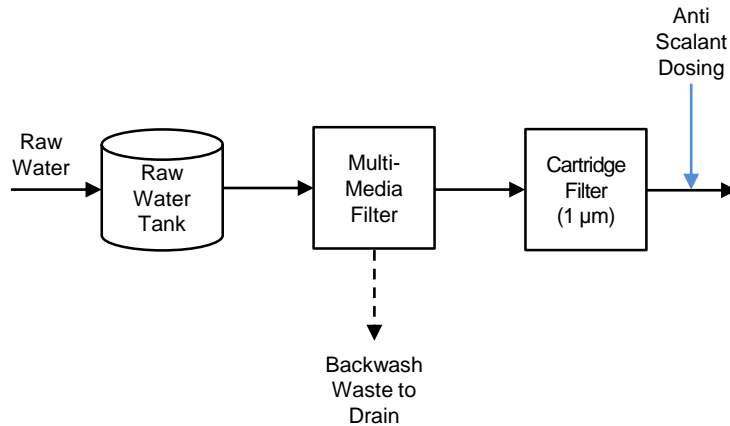 Anti
Scalant
Dosing
Raw
Water
Raw
Water
Tank
Multi-
Media
Filter
Cartridge
Filter
(1 µm)
Backwash
Waste to
Drain